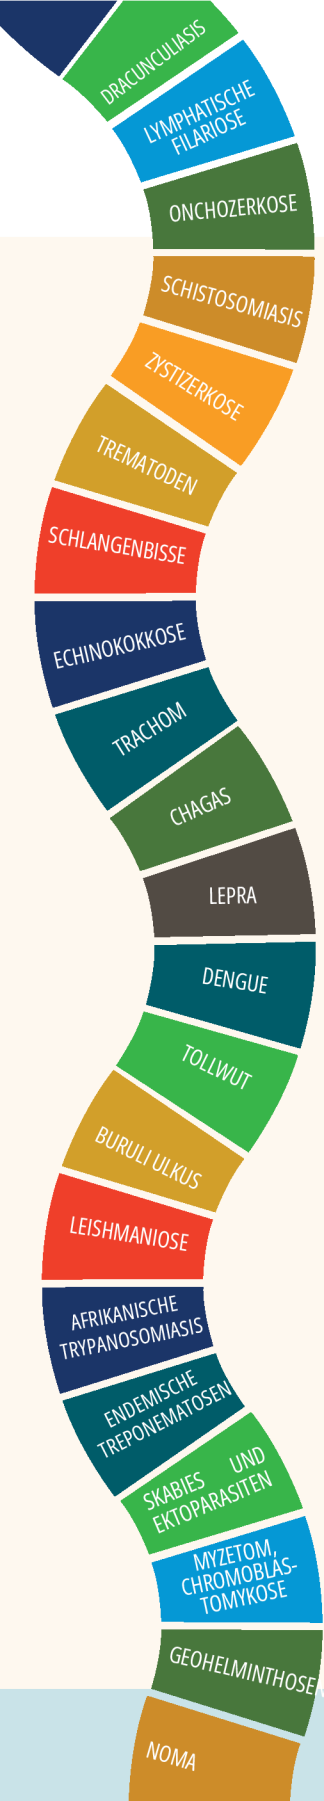 DRACUNCULIASIS
LYMPHATISCHE
FILARIOSE
ONCHOZERKOSE
SCHISTOSOMIASIS
ZYSTIZERKOSE
TREMATODEN
SCHLANGENBISSE
ECHINOKOKKOSE
TRACHOM
CHAGAS
LEPRA
DENGUE
TOLLWUT
BURULI ULKUS
LEISHMANIOSE
AFRIKANISCHE
TRYPANOSOMIASIS
ENDEMISCHE
TREPONEMATOSEN
SKABIES UND
EKTOPARASITEN
MYZETOM,
CHROMOBLAS-
TOMYKOSE
GEOHELMINTHOSE
NOMA